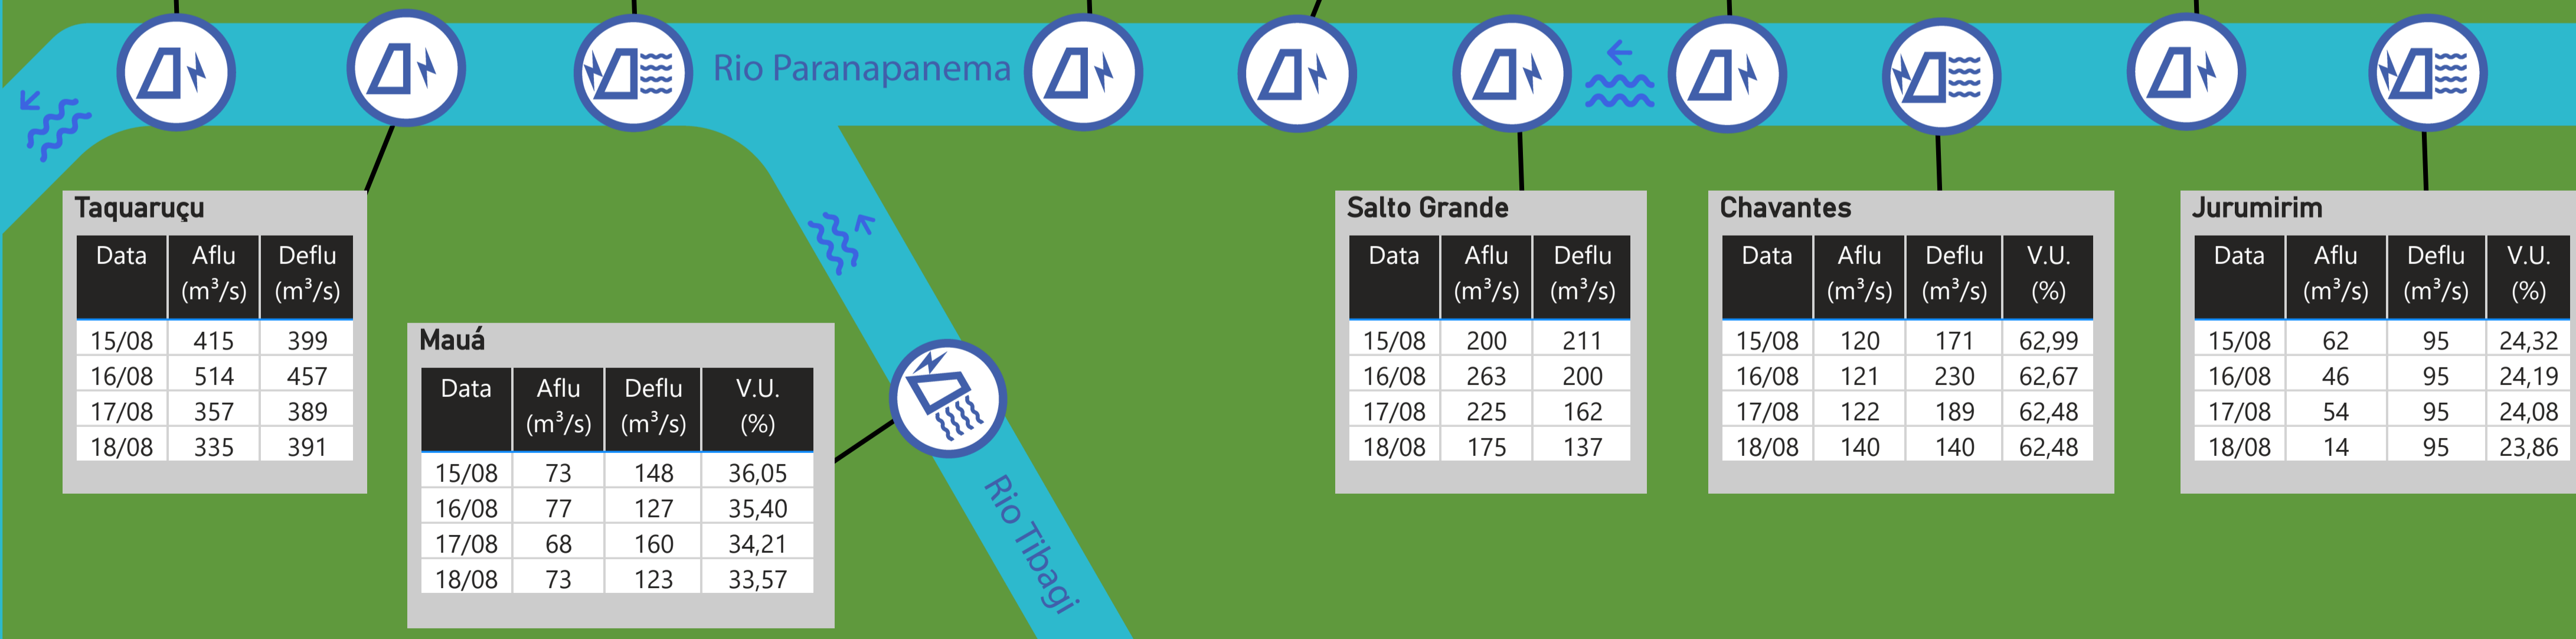 Rio Paranapanema
Taquaruçu
Data Aflu (m³/s) Deflu (m³/s)
15/08 415 399
16/08 514 457
17/08 357 389
18/08 335 391
Mauá
Data Aflu (m³/s) Deflu (m³/s) V.U. (%)
15/08 73 148 36,05
16/08 77 127 35,40
17/08 68 160 34,21
18/08 73 123 33,57
Rio Tibagi
Salto Grande
Data Aflu (m³/s) Deflu (m³/s)
15/08 200 211
16/08 263 200
17/08 225 162
18/08 175 137
Chavantes
Data Aflu (m³/s) Deflu (m³/s) V.U. (%)
15/08 120 171 62,99
16/08 121 230 62,67
17/08 122 189 62,48
18/08 140 140 62,48
Jurumirim
Data Aflu (m³/s) Deflu (m³/s) V.U. (%)
15/08 62 95 24,32
16/08 46 95 24,19
17/08 54 95 24,08
18/08 14 95 23,86